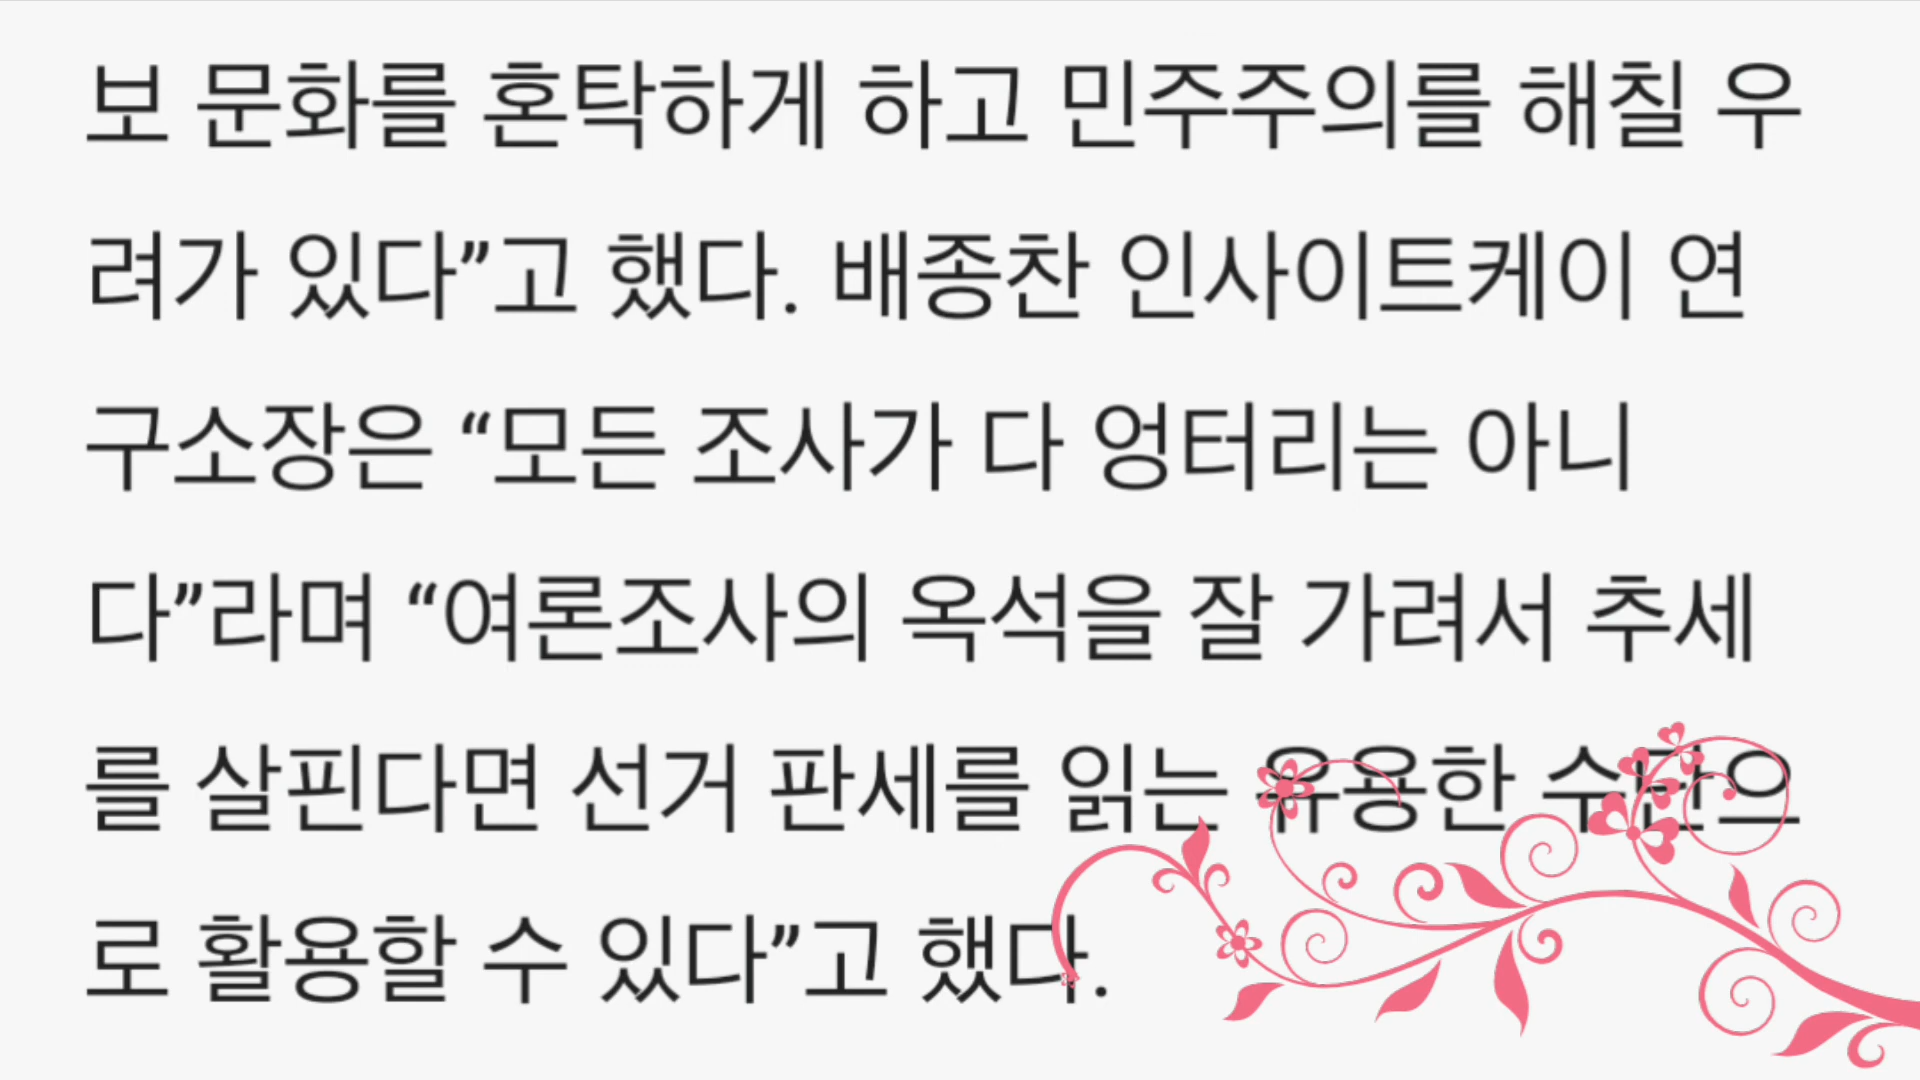 보 문화를 혼탁하게 하고 민주주의를 해칠 우
려가 있다”고 했다. 배종찬 인사이트케이 연
구소장은 “모든 조사가 다 엉터리는 아니
다”라며 “여론조사의 옥석을 잘 가려서 추세
를 살핀다면 선거 판세를 읽는 유용한 수단으
로 활용할 수 있다”고 했다.